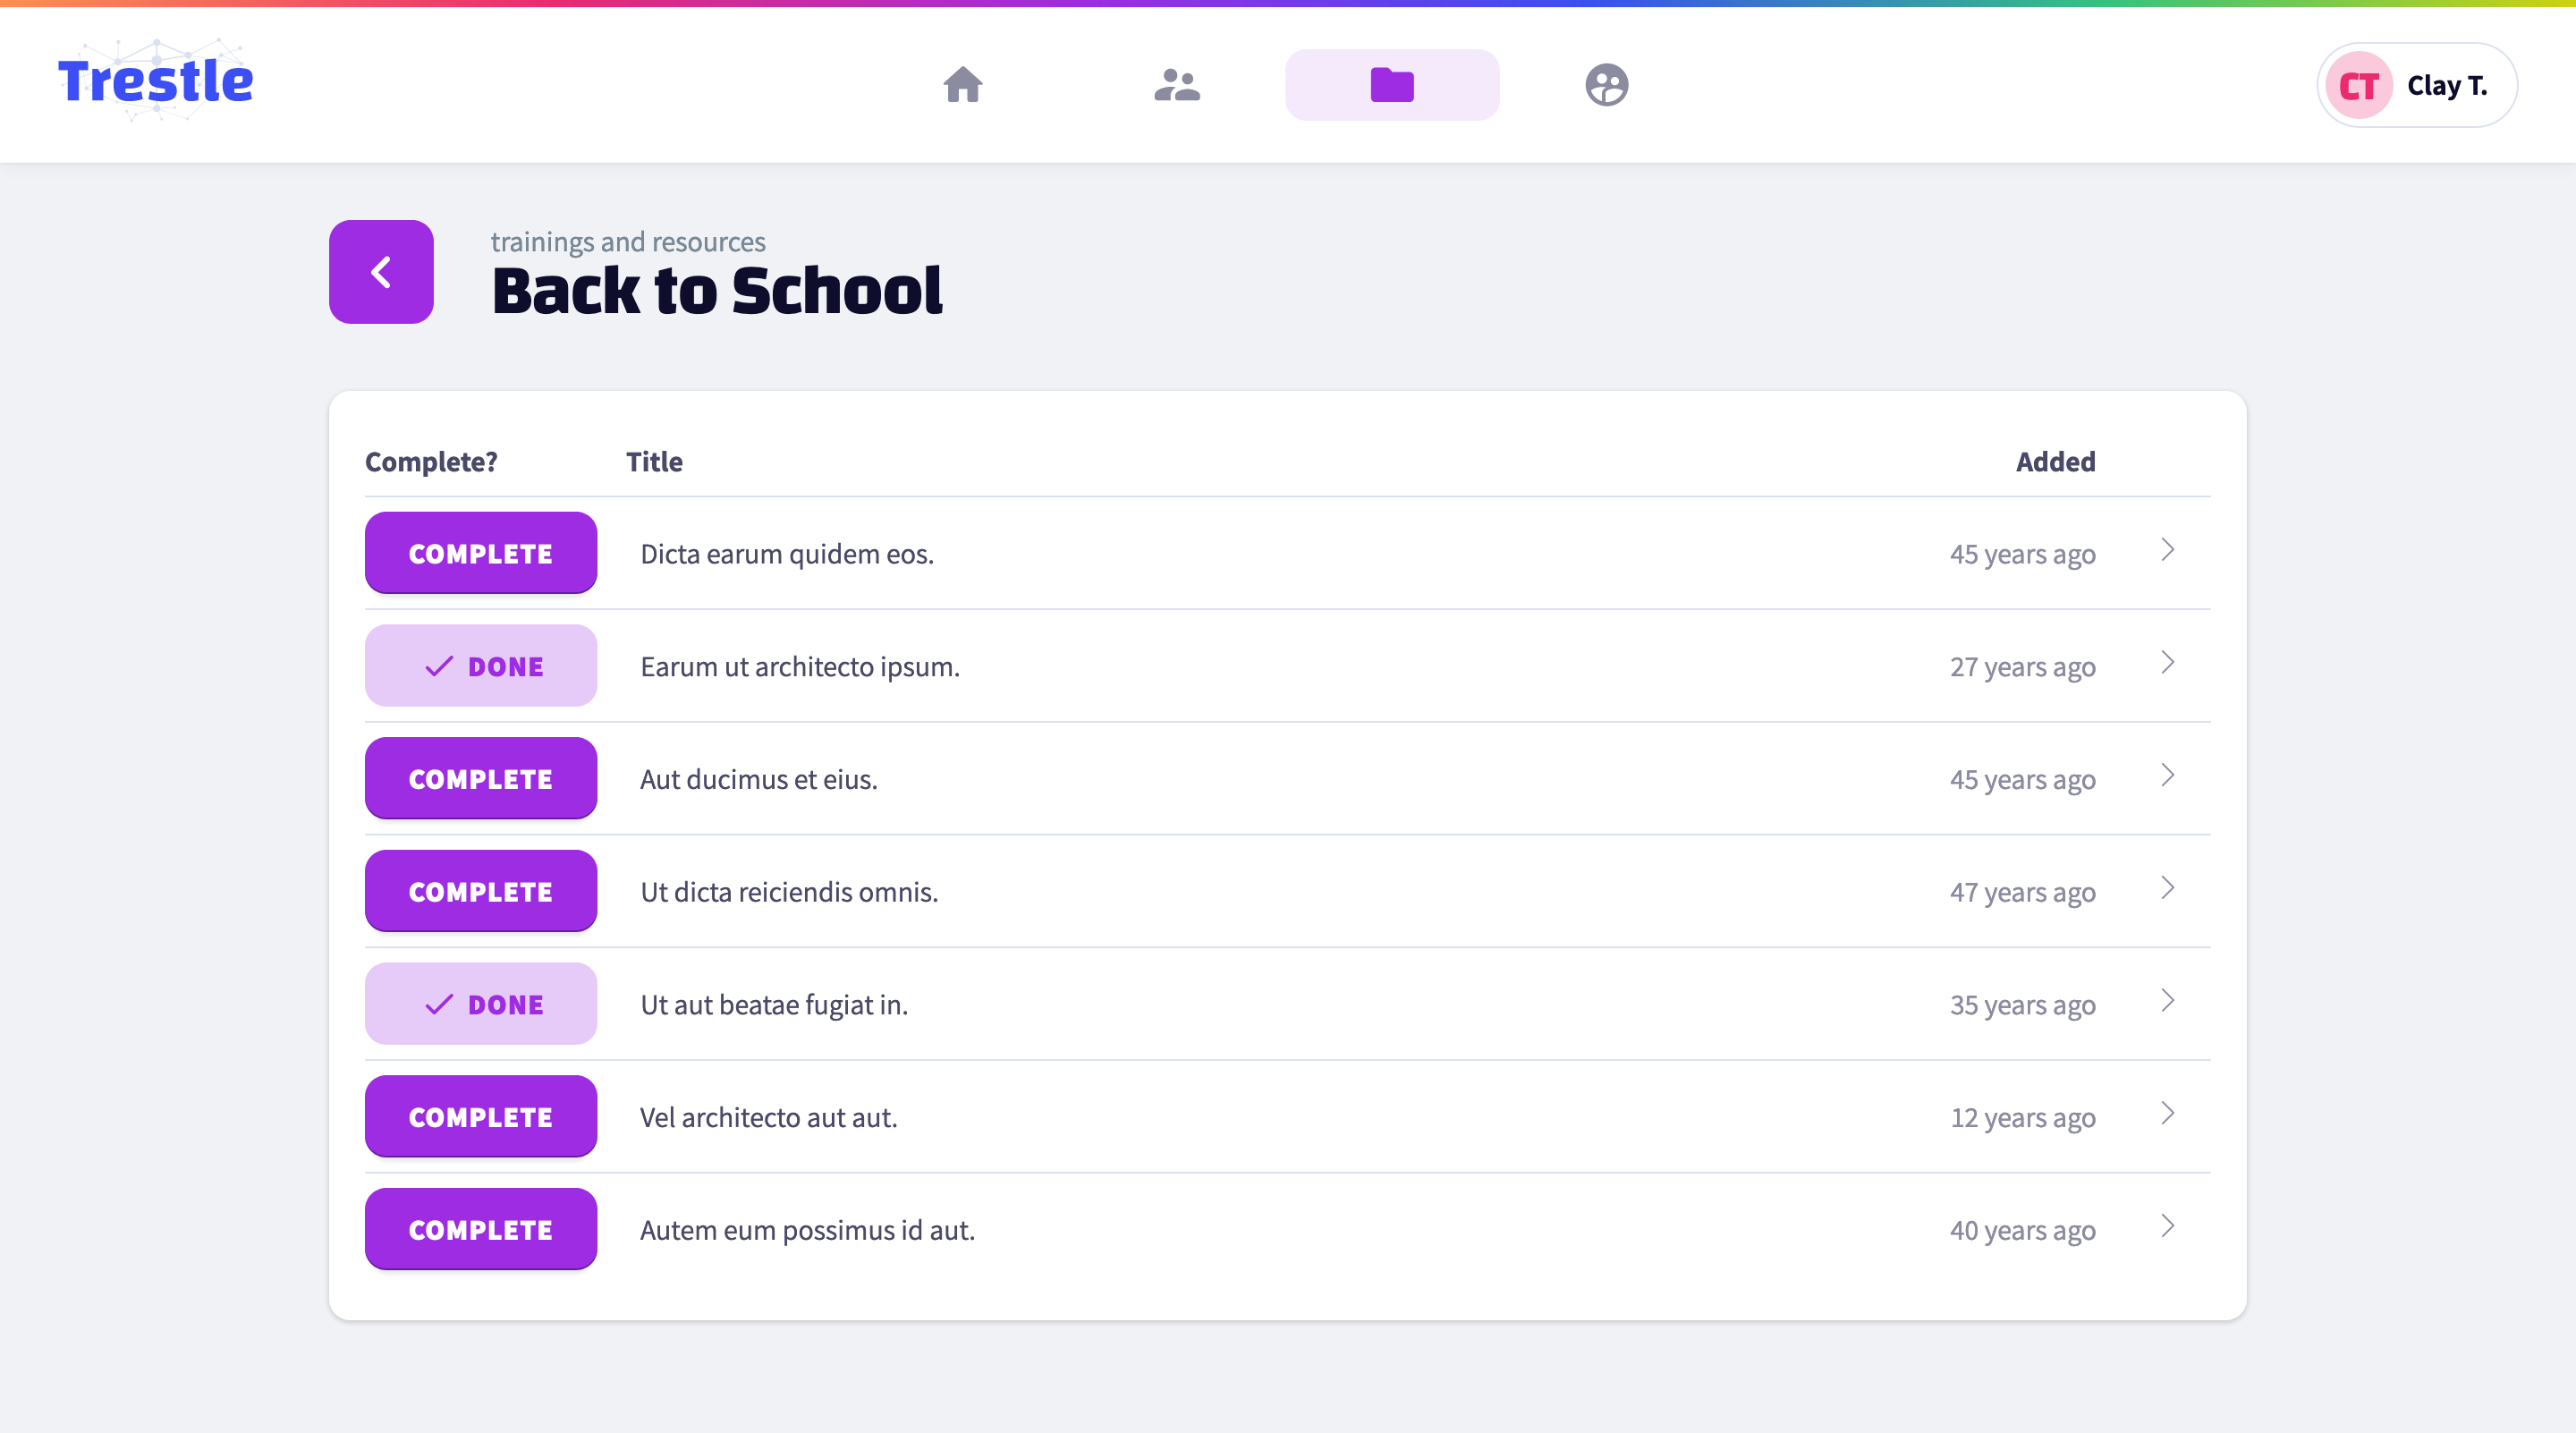 Trestle
CT Clay T.
trainings and resources
Back to School
Complete? Title Added
COMPLETE Dicta earum quidem eos. 45 years ago
DONE Earum ut architecto ipsum. 27 years ago
COMPLETE Aut ducimus et eius. 45 years ago
COMPLETE Ut dicta reiciendis omnis. 47 years ago
DONE Ut aut beatae fugiat in. 35 years ago
COMPLETE Vel architecto aut aut. 12 years ago
COMPLETE Autem eum possimus id aut. 40 years ago